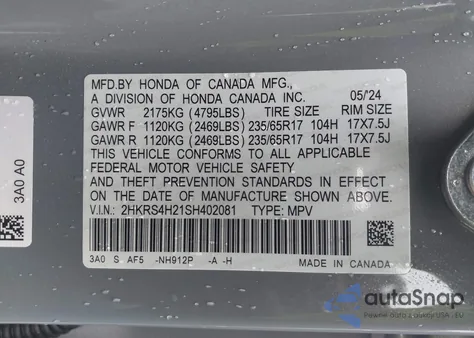 MFD.BY HONDA OF CANADA MFG.,
A DIVISION OF HONDA CANADA INC. 05/'24
GVWR 2175KG (4795LBS) TIRE SIZE RIM SIZE
GAWR F 1120KG (2469LBS) 235/65R17 104H 17X7.5J
GAWR R 1120KG (2469LBS) 235/65R17 104H 17X7.5J
THIS VEHICLE CONFORMS TO ALL APPLICABLE
FEDERAL MOTOR VEHICLE SAFETY
AND THEFT PREVENTION STANDARDS IN EFFECT
ON THE DATE OF MANUFACTURE SHOWN ABOVE.
V.I.N.: 2HKRS4H21SH402081 TYPE: MPV
3A0 S AF5 -NH912P -A -H
MADE IN CANADA
3A0 A0
autoSnap